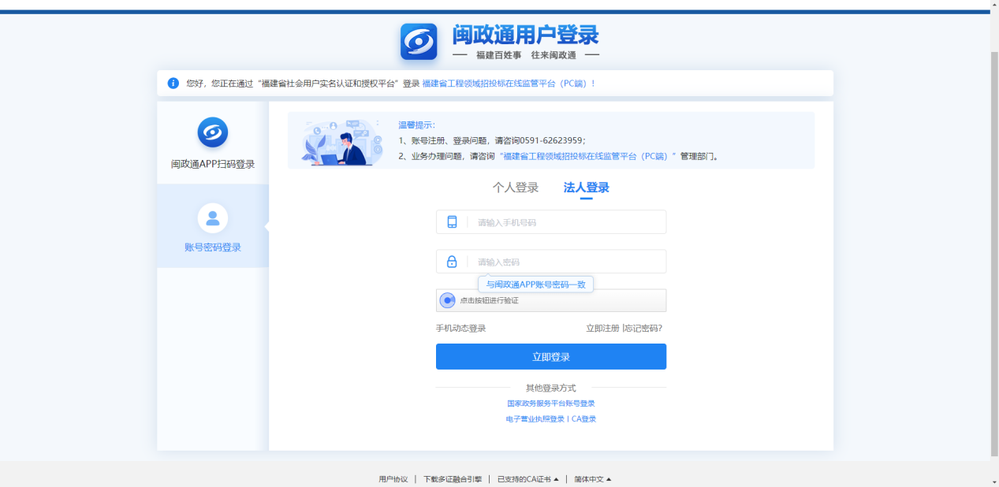 闽政通用户登录
福建百姓事 往来闽政通
您好，您正在通过“福建省社会用户实名认证和授权平台”登录 福建省工程领域招投标在线监管平台（PC端）！
闽政通APP扫码登录
账号密码登录
温馨提示:
1、账号注册、登录问题，请咨询0591-62623959;
2、业务办理问题，请咨询“福建省工程领域招投标在线监管平台（PC端）”管理部门。
个人登录 法人登录
请输入手机号码
请输入密码
与闽政通APP账号密码一致
点击按钮进行验证
手机动态登录 立即注册 |忘记密码?
立即登录
其他登录方式
国家政务服务平台账号登录
电子营业执照登录 | CA登录
用户协议 | 下载多证融合引擎 | 已支持的CA证书 ▲ | 简体中文 ▲